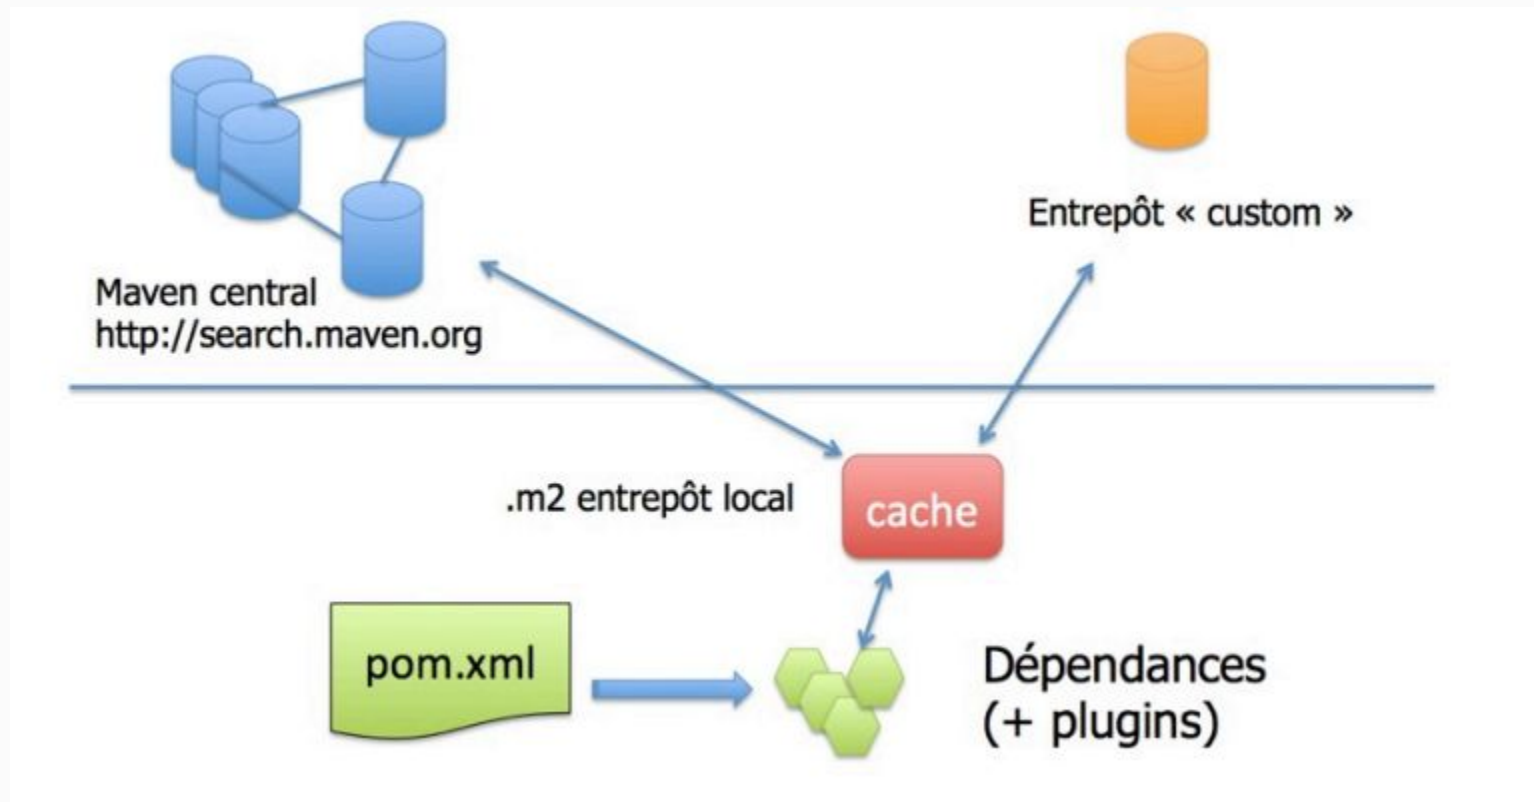 Maven central
http://search.maven.org
Entrepôt « custom »
.m2 entrepôt local
cache
pom.xml
Dépendances
(+ plugins)